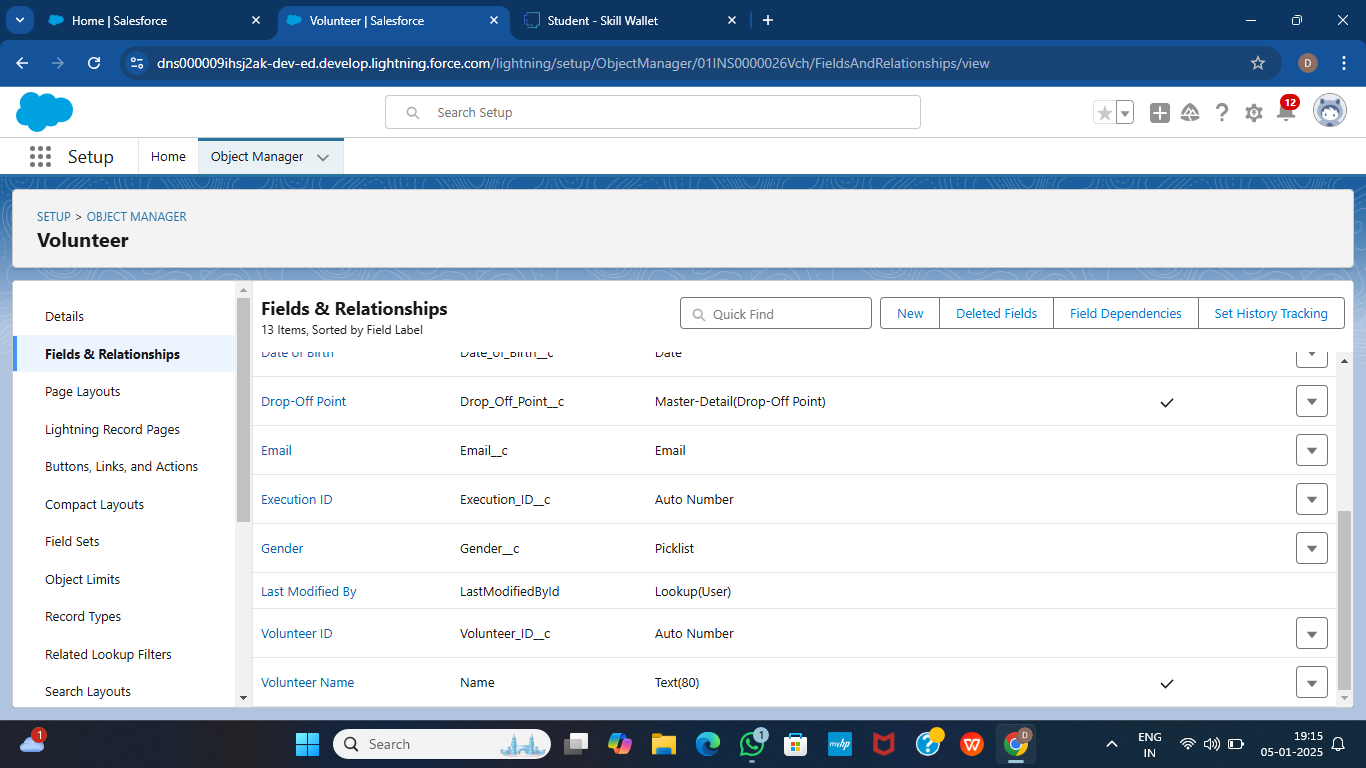 Home | Salesforce
Volunteer | Salesforce
Student - Skill Wallet
dns000009ihsj2ak-dev-ed.develop.lightning.force.com/lightning/setup/ObjectManager/01INS0000026Vch/FieldsAndRelationships/view
D
Search Setup
12
Setup
Home
Object Manager
SETUP > OBJECT MANAGER
Volunteer
Details
Fields & Relationships
Page Layouts
Lightning Record Pages
Buttons, Links, and Actions
Compact Layouts
Field Sets
Object Limits
Record Types
Related Lookup Filters
Search Layouts
Fields & Relationships
13 Items, Sorted by Field Label
Quick Find
New
Deleted Fields
Field Dependencies
Set History Tracking
Date of Birth Date_of_Birth__c Date
Drop-Off Point Drop_Off_Point__c Master-Detail(Drop-Off Point)
Email Email__c Email
Execution ID Execution_ID__c Auto Number
Gender Gender__c Picklist
Last Modified By LastModifiedById Lookup(User)
Volunteer ID Volunteer_ID__c Auto Number
Volunteer Name Name Text(80)
1
Search
1
myhp
W
D
ENG
IN
19:15
05-01-2025